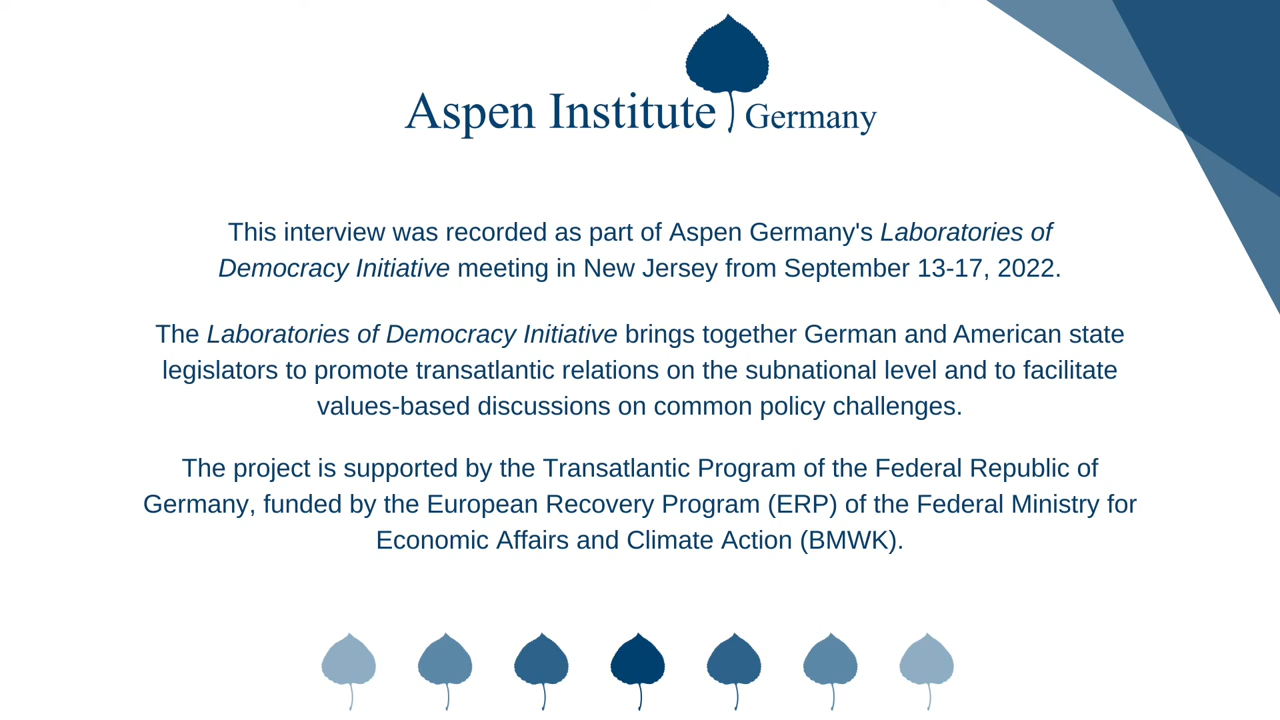 Aspen Institute Germany
This interview was recorded as part of Aspen Germany's Laboratories of
Democracy Initiative meeting in New Jersey from September 13-17, 2022.
The Laboratories of Democracy Initiative brings together German and American state
legislators to promote transatlantic relations on the subnational level and to facilitate
values-based discussions on common policy challenges.
The project is supported by the Transatlantic Program of the Federal Republic of
Germany, funded by the European Recovery Program (ERP) of the Federal Ministry for
Economic Affairs and Climate Action (BMWK).